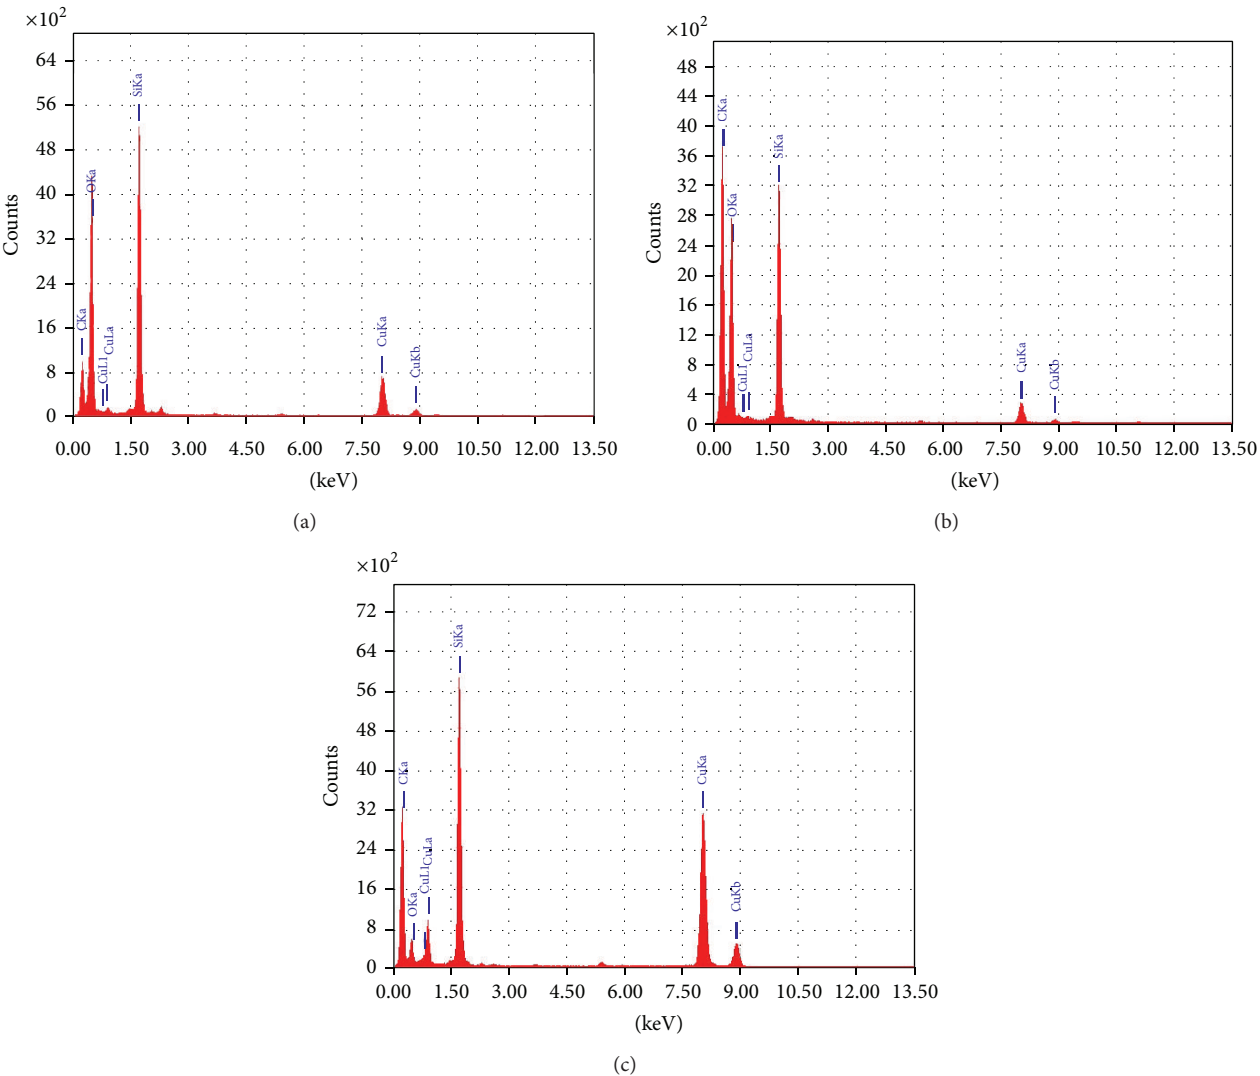 ×10²
64
56
48
40
32
24
16
8
0
Counts
CKa
OKa
CuL1
CuLa
SiKa
CuKa
CuKb
0.00 1.50 3.00 4.50 6.00 7.50 9.00 10.50 12.00 13.50
(keV)
(a)
×10²
48
44
40
36
32
28
24
20
16
12
8
4
0
Counts
CKa
OKa
CuL1
CuLa
SiKa
CuKa
CuKb
0.00 1.50 3.00 4.50 6.00 7.50 9.00 10.50 12.00 13.50
(keV)
(b)
×10²
72
64
56
48
40
32
24
16
8
0
Counts
CKa
OKa
CuL1
CuLa
SiKa
CuKa
CuKb
0.00 1.50 3.00 4.50 6.00 7.50 9.00 10.50 12.00 13.50
(keV)
(c)